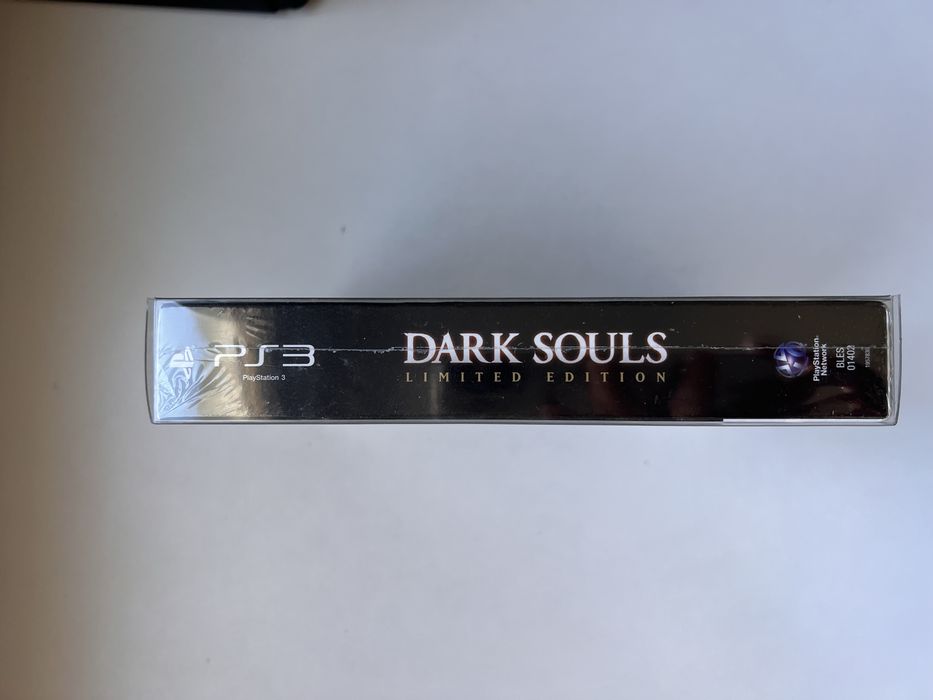 PS3
PlayStation 3
DARK SOULS
LIMITED EDITION
PlayStation
Network
BLES
01402